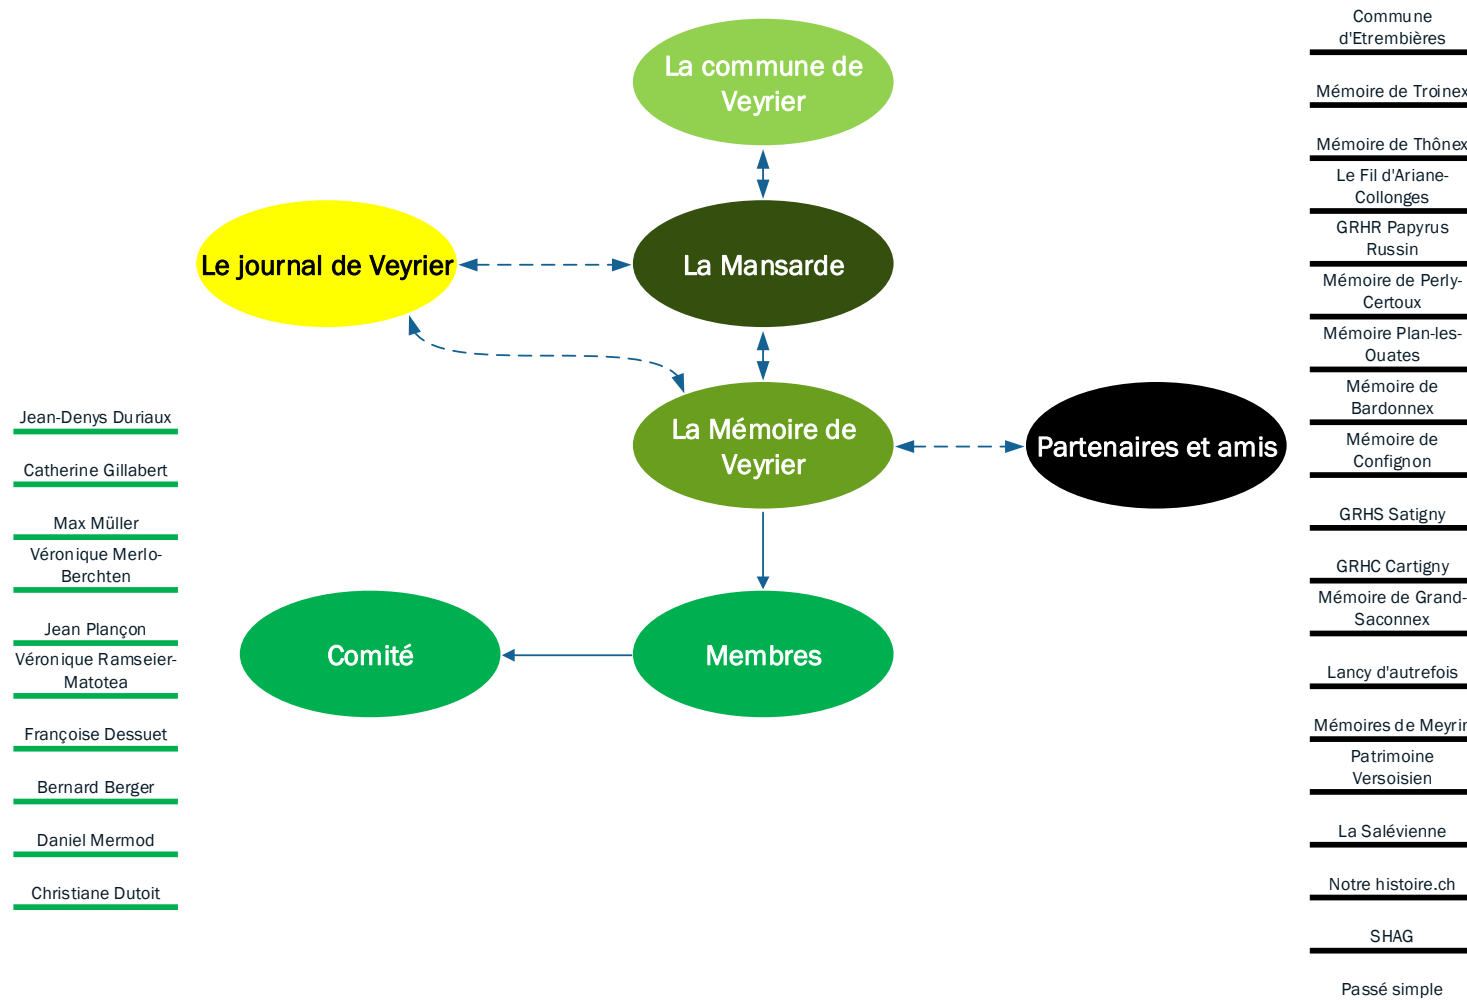 La commune de
Veyrier
Le journal de Veyrier
La Mansarde
La Mémoire de
Veyrier
Partenaires et amis
Comité
Membres
Jean-Denys Duriaux
Catherine Gillabert
Max Müller
Véronique Merlo-
Berchten
Jean Plançon
Véronique Ramseier-
Matotea
Françoise Dessuet
Bernard Berger
Daniel Mermod
Christiane Dutoit
Commune
d'Etrembières
Mémoire de Troinex
Mémoire de Thônex
Le Fil d'Ariane-
Collonges
GRHR Papyrus
Russin
Mémoire de Perly-
Certoux
Mémoire Plan-les-
Ouates
Mémoire de
Bardonnex
Mémoire de
Confignon
GRHS Satigny
GRHC Cartigny
Mémoire de Grand-
Saconnex
Lancy d'autrefois
Mémoires de Meyrin
Patrimoine
Versoisien
La Salévienne
Notre histoire.ch
SHAG
Passé simple